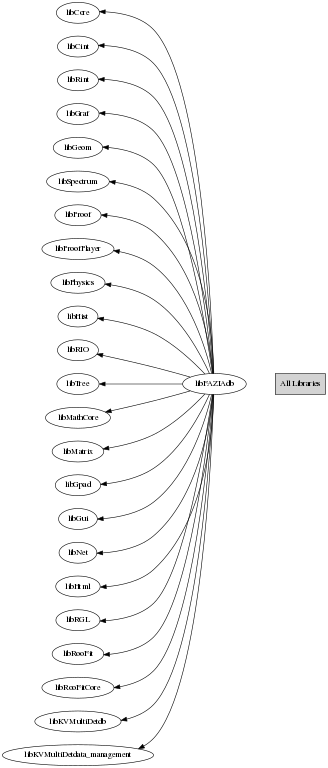 libCore
libCint
libRint
libGraf
libGeom
libSpectrum
libProof
libProofPlayer
libPhysics
libHist
libRIO
libTree
libFAZIAdb
All Libraries
libMathCore
libMatrix
libGpad
libGui
libNet
libHtml
libRGL
libRooFit
libRooFitCore
libKVMultiDetdb
libKVMultiDetdata_management